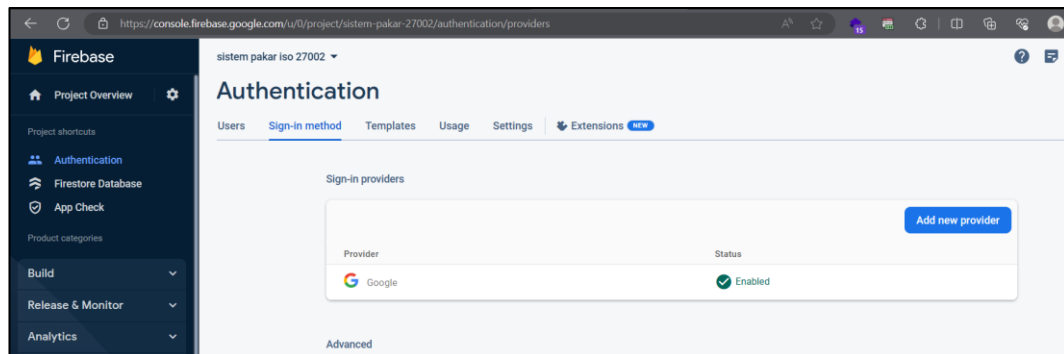 https://console.firebase.google.com/u/0/project/sistem-pakar-27002/authentication/providers
15
Firebase
Project Overview
Project shortcuts
Authentication
Firestore Database
App Check
Product categories
Build
Release & Monitor
Analytics
sistem pakar iso 27002
Authentication
Users Sign-in method Templates Usage Settings Extensions NEW
Sign-in providers
Add new provider
Provider Status
Google Enabled
Advanced